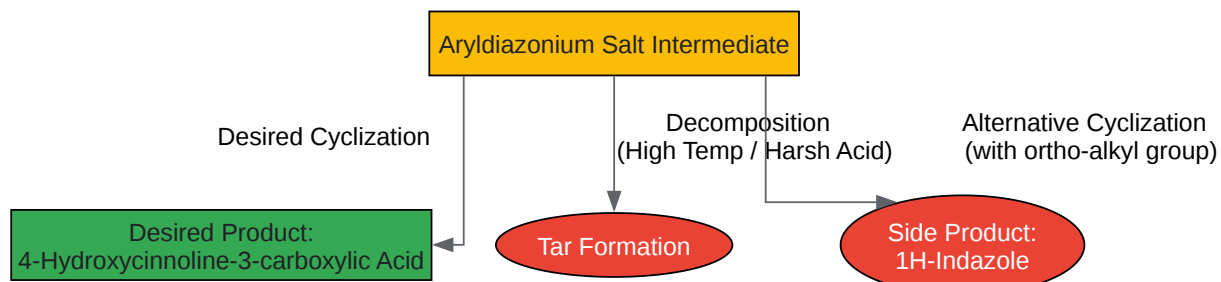 Aryldiazonium Salt Intermediate
Desired Cyclization
Decomposition
(High Temp / Harsh Acid)
Alternative Cyclization
(with ortho-alkyl group)
Desired Product:
4-Hydroxycinnoline-3-carboxylic Acid
Tar Formation
Side Product:
1H-Indazole